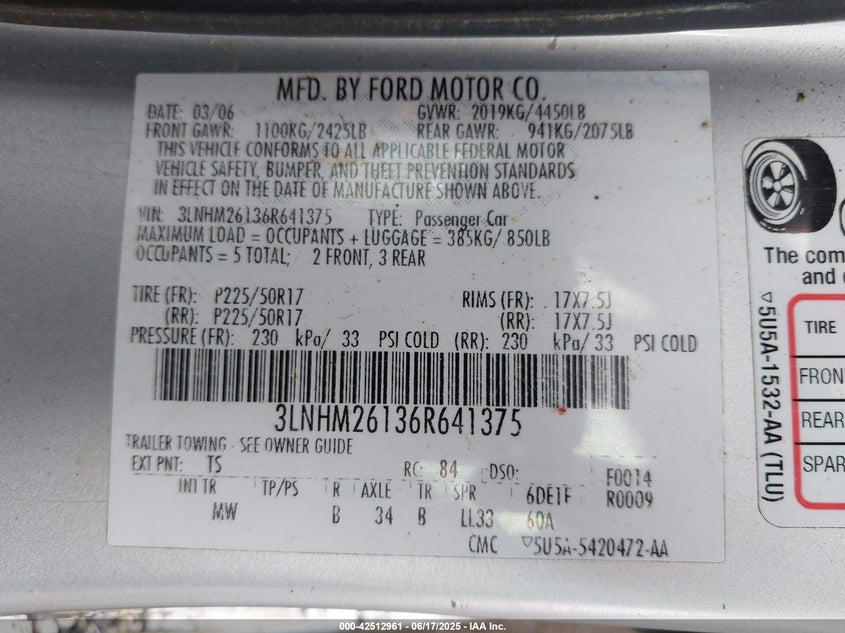 MFD. BY FORD MOTOR CO.
DATE: 03/06 GVWR: 2019KG/4450LB
FRONT GAWR: 1100KG/2425LB REAR GAWR: 941KG/2075LB
THIS VEHICLE CONFORMS TO ALL APPLICABLE FEDERAL MOTOR
VEHICLE SAFETY, BUMPER, AND THEFT PREVENTION STANDARDS
IN EFFECT ON THE DATE OF MANUFACTURE SHOWN ABOVE.
VIN: 3LNHM26136R641375 TYPE: Passenger Car
MAXIMUM LOAD = OCCUPANTS + LUGGAGE = 385KG/ 850LB
OCCUPANTS = 5 TOTAL; 2 FRONT, 3 REAR
TIRE (FR): P225/50R17 RIMS (FR): 17X7.5J
(RR): P225/50R17 (RR): 17X7.5J
PRESSURE (FR): 230 kPa/ 33 PSI COLD (RR): 230 kPa/ 33 PSI COLD
3LNHM26136R641375
TRAILER TOWING - SEE OWNER GUIDE
EXT PNT: TS RC: 84 DSO: F0014
INT TR TP/PS R AXLE TR SPR 6DE1F R0009
MW B 34 B LL33 60A
CMC ▽5U5A-5420472-AA
The com
and
▽5U5A-1532-AA (TLU)
TIRE
FRON
REAR
SPAR
000-42512961 - 06/17/2025 - IAA Inc.